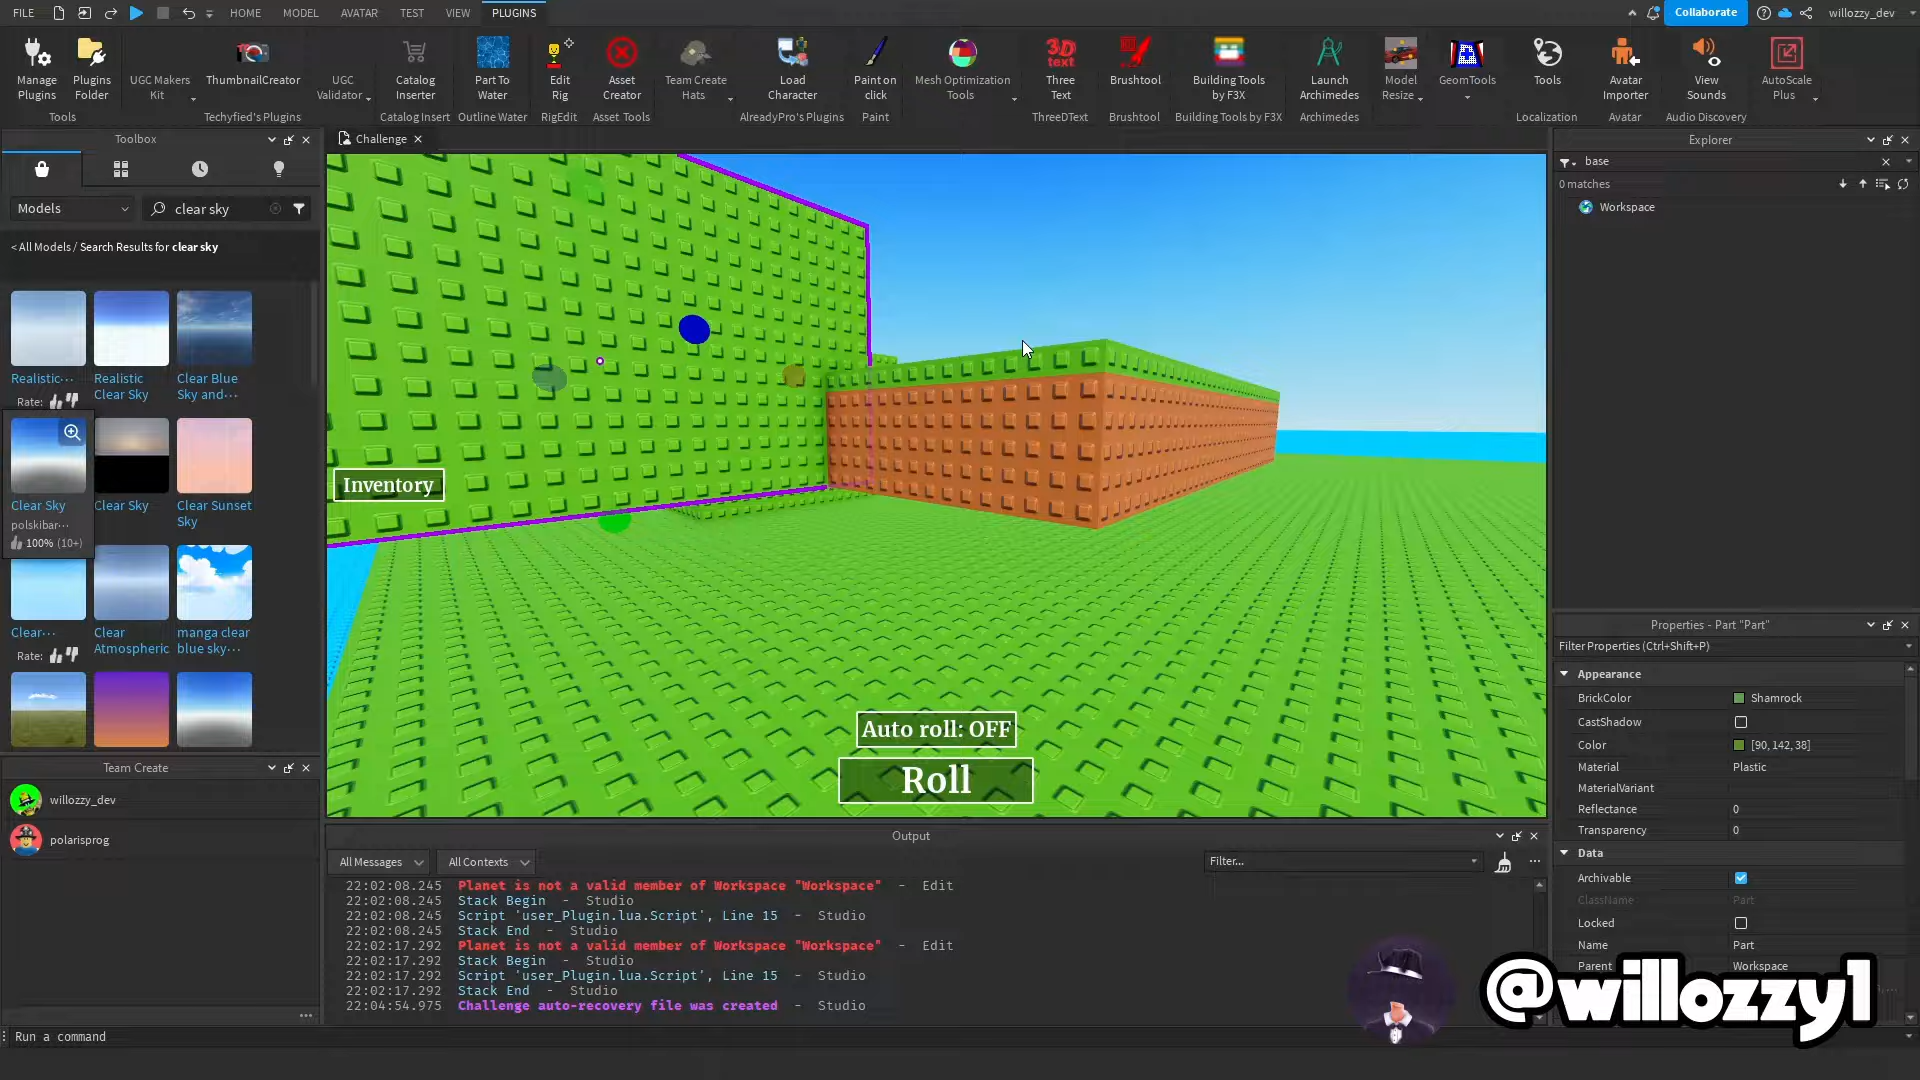 FILE
HOME
MODEL
AVATAR
TEST
VIEW
PLUGINS
Collaborate
willozzy_dev
Manage Plugins
Plugins Folder
UGC Makers Kit
ThumbnailCreator
UGC Validator
Catalog Inserter
Part To Water
Edit Rig
Asset Creator
Team Create Hats
Load Character
Paint on click
Mesh Optimization Tools
Three Text
Brushtool
Building Tools by F3X
Launch Archimedes
Model Resize
GeomTools
Tools
Avatar Importer
View Sounds
AutoScale Plus
Tools
Techyfied's Plugins
Catalog Insert
Outline Water
RigEdit
Asset Tools
AlreadyPro's Plugins
Paint
ThreeDText
Brushtool
Building Tools by F3X
Archimedes
Localization
Avatar
Audio Discovery
Toolbox
Models
clear sky
< All Models / Search Results for clear sky
Realistic...
Realistic Clear Sky
Clear Blue Sky and...
Rate:
Clear Sky
polskibar...
100% (10+)
Clear Sky
Clear Sunset Sky
Clear...
Clear Atmospheric
manga clear blue sky...
Rate:
Team Create
willozzy_dev
polarisprog
Run a command
Challenge
3D text
Inventory
Auto roll: OFF
Roll
Output
All Messages
All Contexts
Filter...
22:02:08.245 Planet is not a valid member of Workspace "Workspace" - Edit
22:02:08.245 Stack Begin - Studio
22:02:08.245 Script 'user_Plugin.lua.Script', Line 15 - Studio
22:02:08.245 Stack End - Studio
22:02:17.292 Planet is not a valid member of Workspace "Workspace" - Edit
22:02:17.292 Stack Begin - Studio
22:02:17.292 Script 'user_Plugin.lua.Script', Line 15 - Studio
22:02:17.292 Stack End - Studio
22:04:54.975 Challenge auto-recovery file was created - Studio
Explorer
base
0 matches
Workspace
Properties - Part "Part"
Filter Properties (Ctrl+Shift+P)
Appearance
BrickColor Shamrock
CastShadow
Color [90, 142, 38]
Material Plastic
MaterialVariant
Reflectance 0
Transparency 0
Data
Archivable
ClassName Part
Locked
Name Part
Parent Workspace
@willozzy1